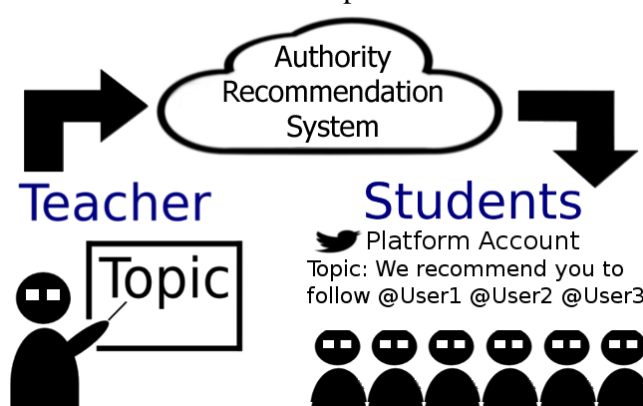 Authority
Recommendation
System
Teacher
Topic
Students
Platform Account
Topic: We recommend you to
follow @User1 @User2 @User3